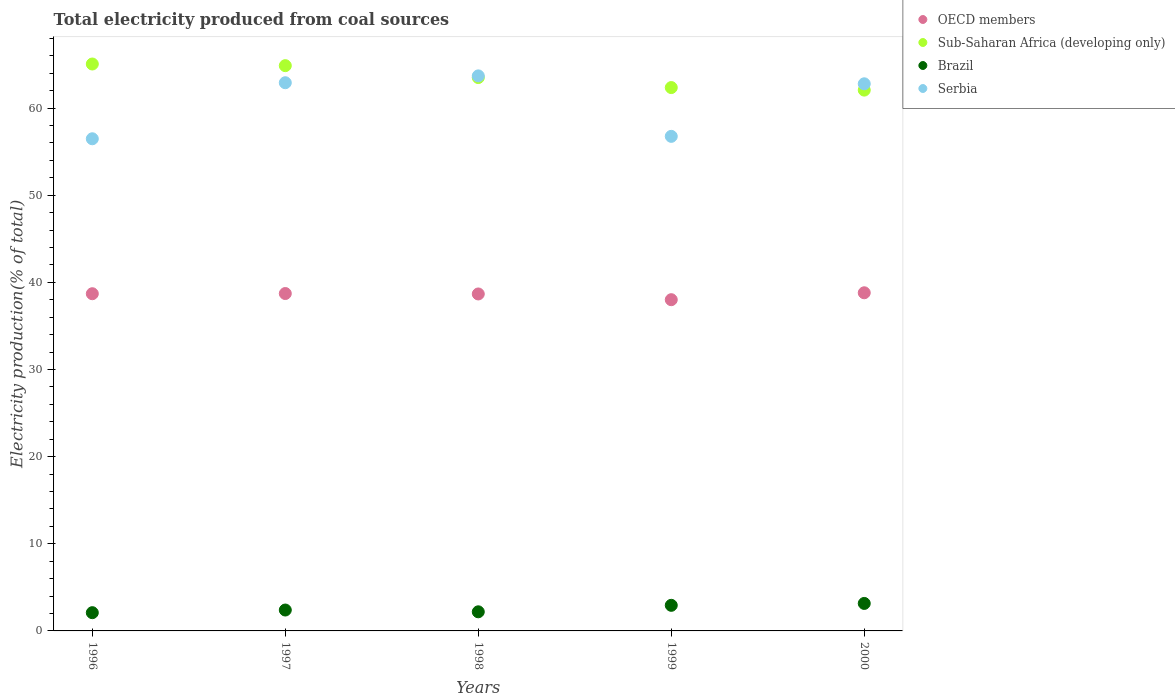 Total electricity produced from coal sources
OECD members
Sub-Saharan Africa (developing only)
Brazil
Serbia
Electricity production(% of total)
60
50
40
30
20
10
0
1996
1997
1998
1999
2000
Years